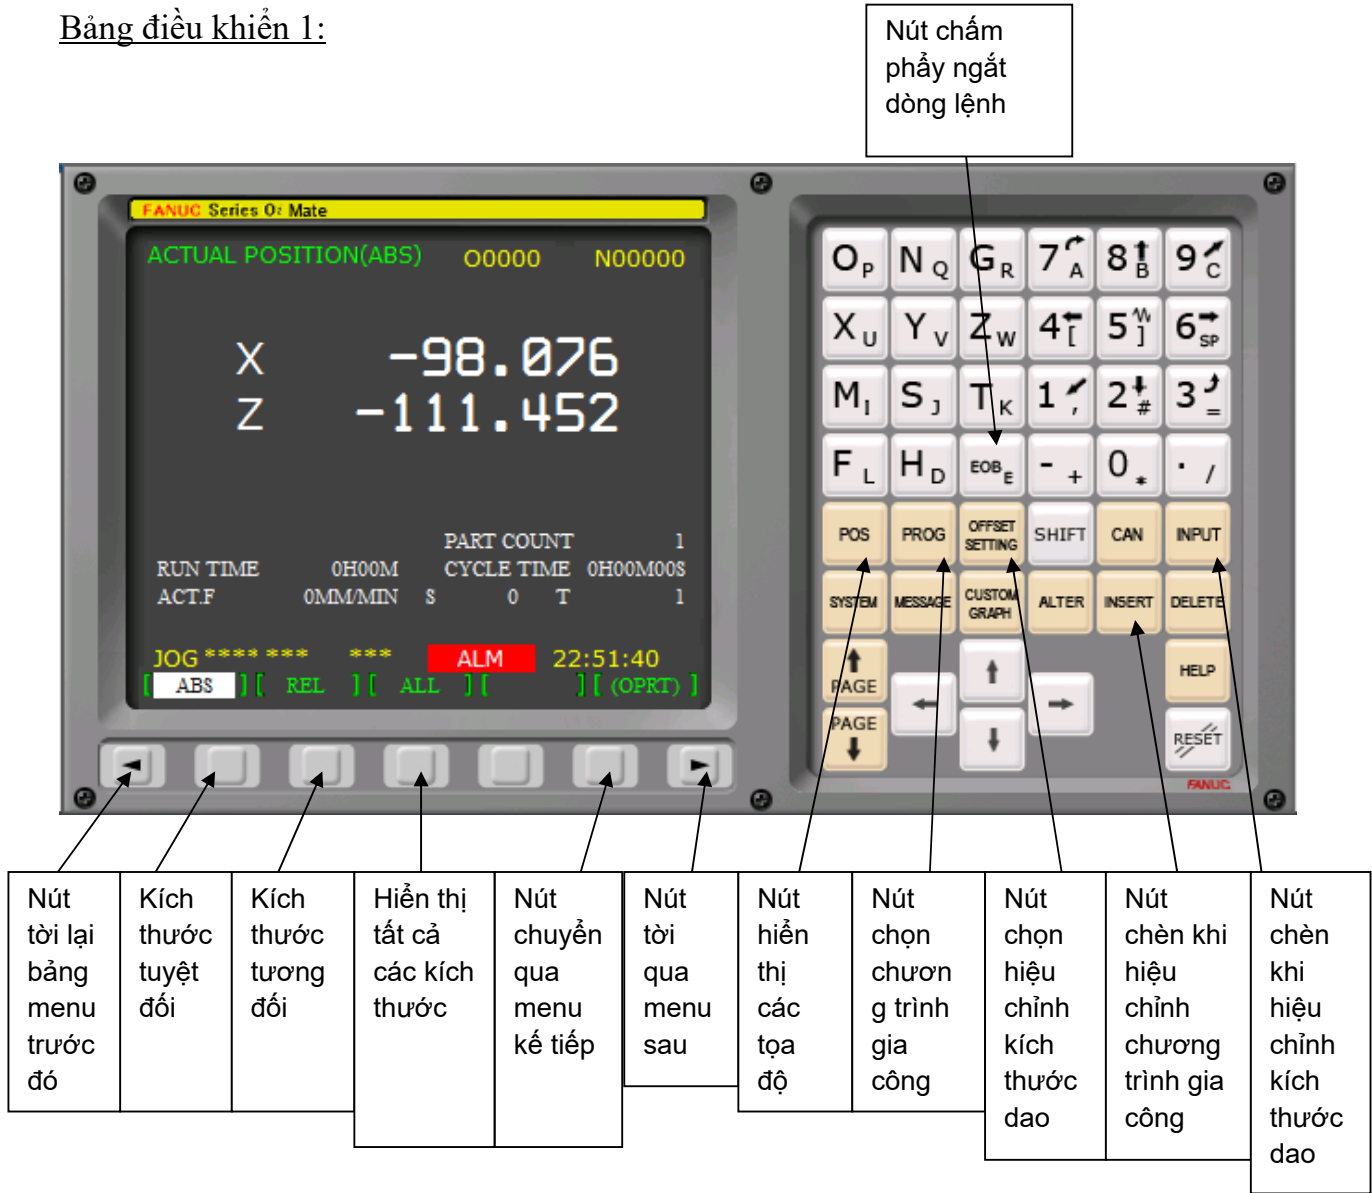 Bảng điều khiển 1:
Nút chấm
phẩy ngắt
dòng lệnh
FANUC Series 0i Mate
ACTUAL POSITION(ABS) O0000 N00000
X -98.076
Z -111.452
PART COUNT 1
RUN TIME 0H00M CYCLE TIME 0H00M00S
ACT.F 0MM/MIN S 0 T 1
JOG **** *** *** ALM 22:51:40
[ ABS ] [ REL ] [ ALL ] [ ] [ (OPRT) ]
O P N Q G R 7 A 8 B 9 C
X U Y V Z W 4 [ 5 ] 6 SP
M I S J T K 1 , 2 # 3 =
F L H D EOB E - + 0 * . /
POS PROG OFFSET SETTING SHIFT CAN INPUT
SYSTEM MESSAGE CUSTOM GRAPH ALTER INSERT DELETE
PAGE HELP
PAGE RESET
FANUC
Nút
tời lại
bảng
menu
trước
đó
Kích
thước
tuyệt
đối
Kích
thước
tương
đối
Hiển thị
tất cả
các kích
thước
Nút
chuyển
qua
menu
kế tiếp
Nút
tời
qua
menu
sau
Nút
hiển
thị
các
tọa
độ
Nút
chọn
chươn
g trình
gia
công
Nút
chọn
hiệu
chỉnh
kích
thước
dao
Nút
chèn khi
hiệu
chỉnh
chương
trình gia
công
Nút
chèn
khi
hiệu
chỉnh
kích
thước
dao